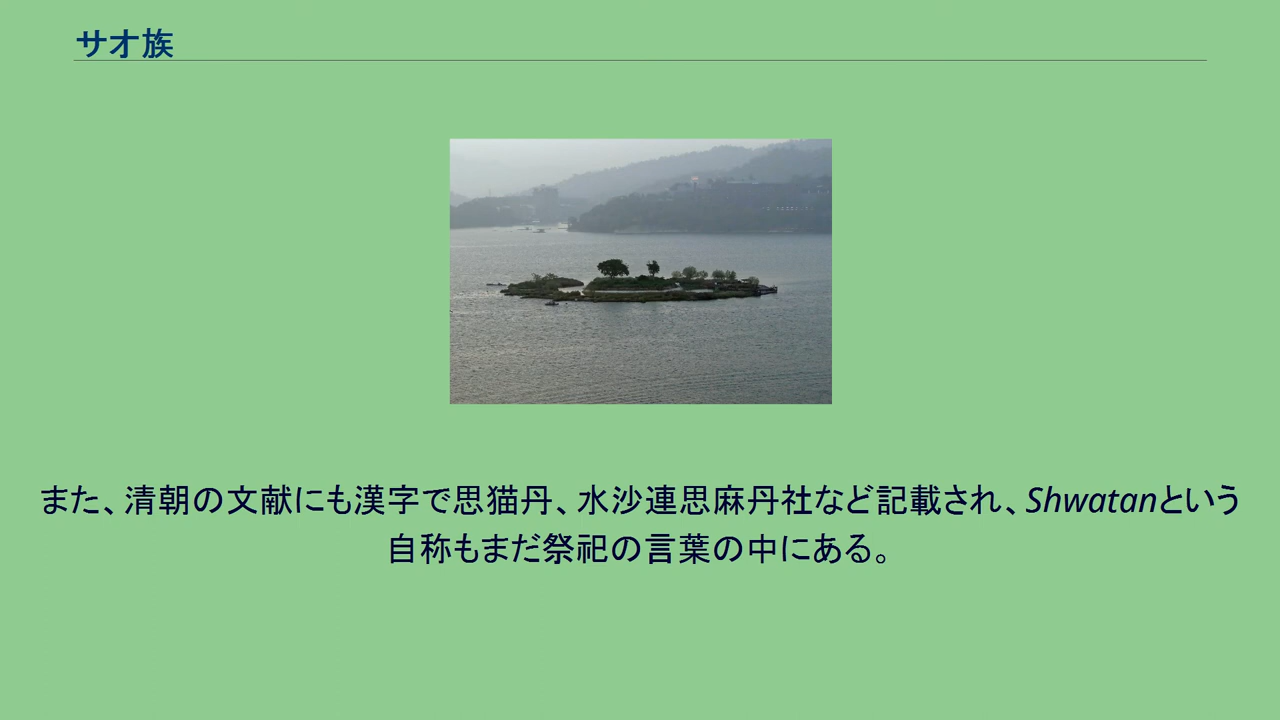 サオ族
また、清朝の文献にも漢字で思猫丹、水沙連思麻丹社など記載され、Shwatanという
自称もまだ祭祀の言葉の中にある。